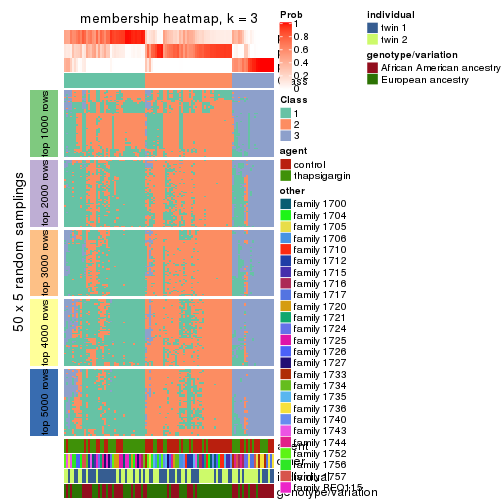 membership heatmap, k = 3
50 x 5 random samplings
top 1000 rows
top 2000 rows
top 3000 rows
top 4000 rows
top 5000 rows
Prob
1
0.8
0.6
0.4
0.2
0
Class
1
2
3
agent
control
thapsigargin
other
family 1700
family 1704
family 1705
family 1706
family 1710
family 1712
family 1715
family 1716
family 1717
family 1720
family 1721
family 1724
family 1725
family 1726
family 1727
family 1733
family 1734
family 1735
family 1736
family 1740
family 1743
family 1744
family 1752
family 1756
family 1757
family REQ115
individual
twin 1
twin 2
genotype/variation
African American ancestry
European ancestry
agent
other
individual
genotype/variation